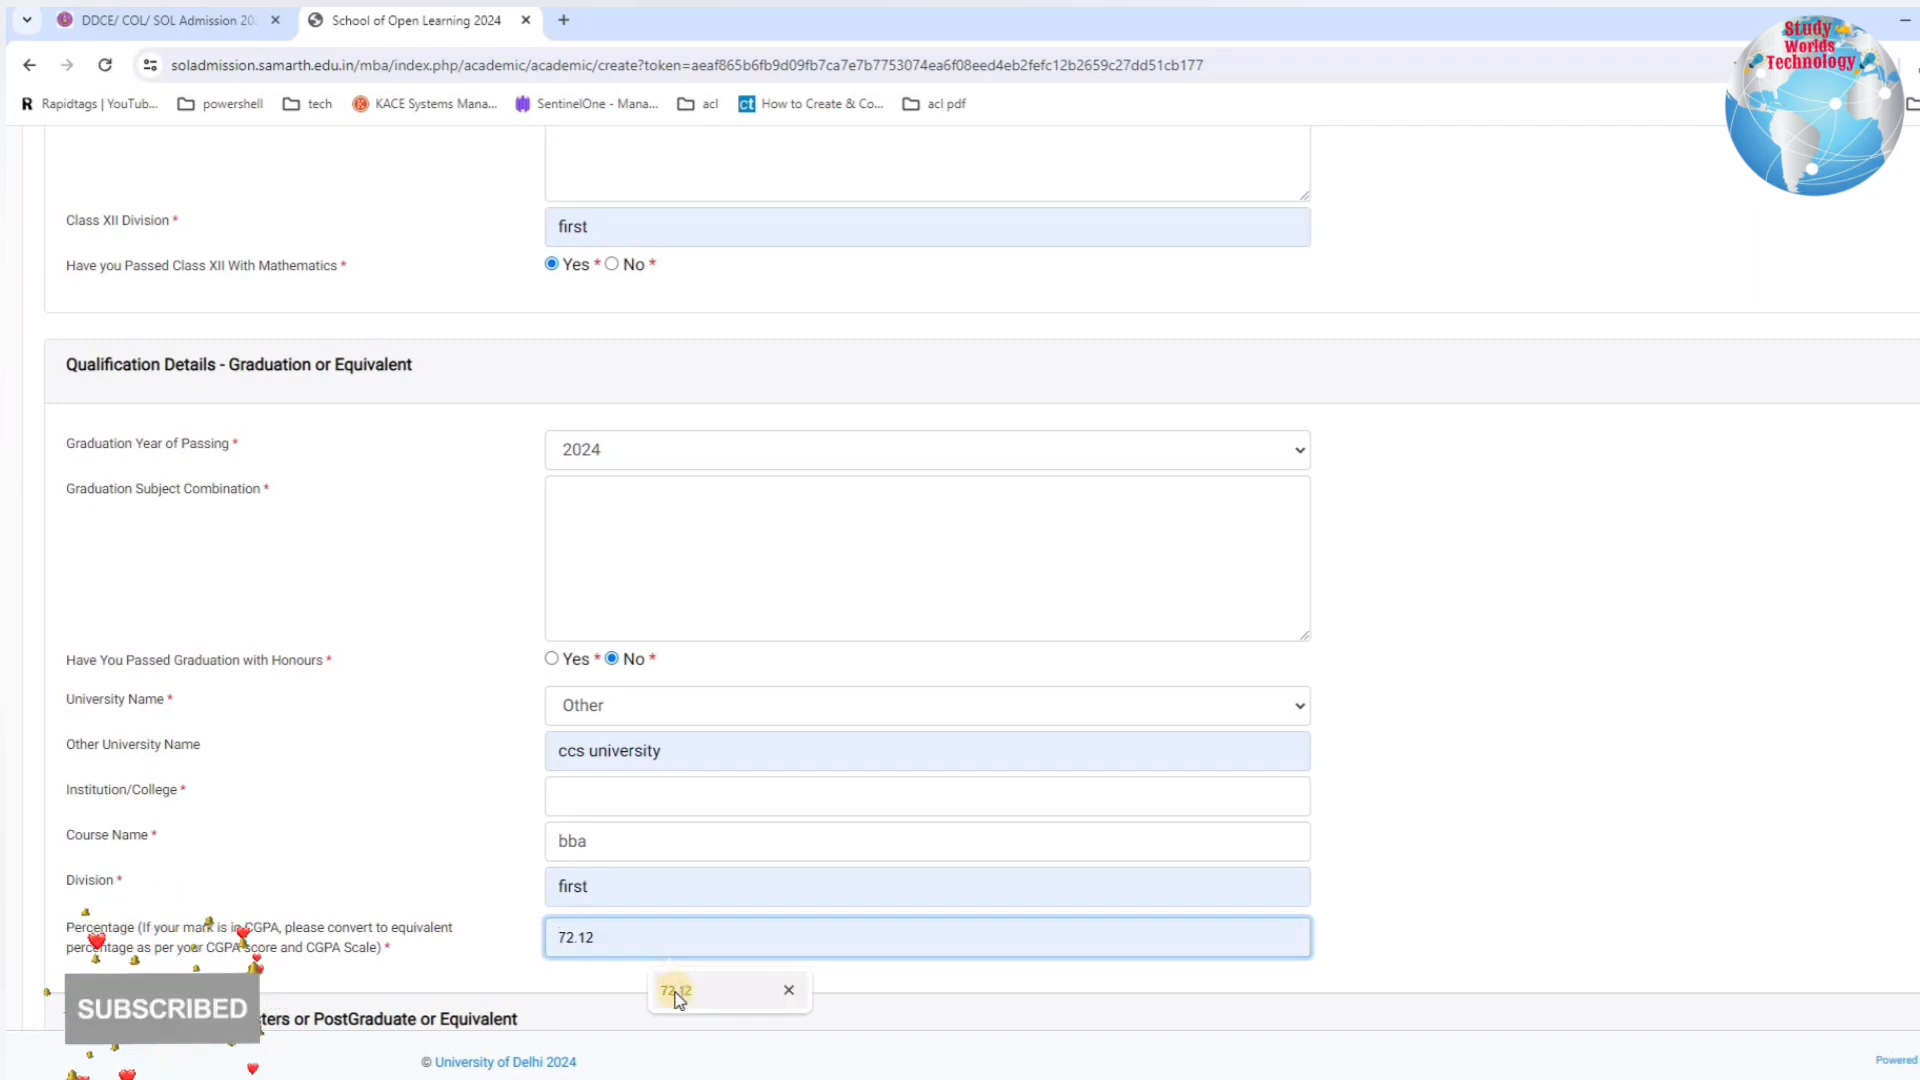 DDCE/ COL/ SOL Admission 20
School of Open Learning 2024
soladmission.samarth.edu.in/mba/index.php/academic/academic/create?token=aeaf865b6fb9d09fb7ca7e7b7753074ea6f08eed4eb2fefc12b2659c27dd51cb177
R Rapidtags | YouTub... powershell tech KACE Systems Mana... SentinelOne - Mana... acl ct How to Create & Co... acl pdf
Study
Worlds
Technology
Class XII Division *
first
Have you Passed Class XII With Mathematics *
Yes * No *
Qualification Details - Graduation or Equivalent
Graduation Year of Passing *
2024
Graduation Subject Combination *
Have You Passed Graduation with Honours *
Yes * No *
University Name *
Other
Other University Name
ccs university
Institution/College *
Course Name *
bba
Division *
first
Percentage (If your mark is in CGPA, please convert to equivalent
percentage as per your CGPA score and CGPA Scale) *
72.12
72.12
SUBSCRIBED
ters or PostGraduate or Equivalent
© University of Delhi 2024
Powered